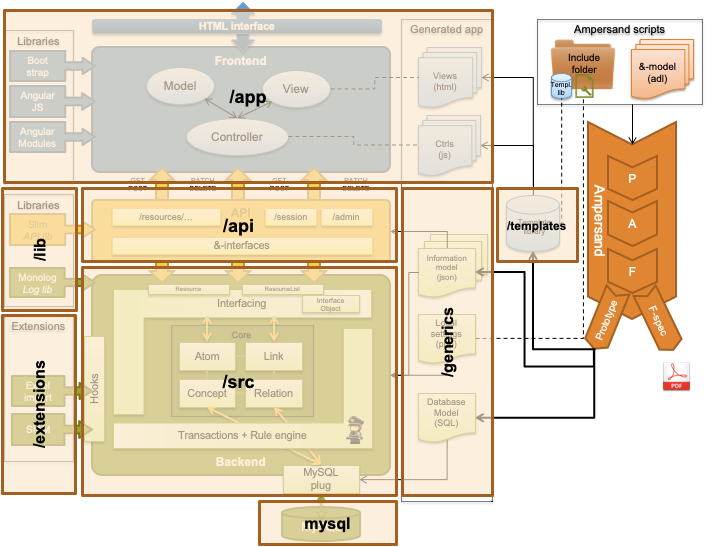 HTML interface
Generated app
Ampersand scripts
Libraries
Frontend
Include
folder
&-model
(adl)
Templ.
lib
Boot
strap
Angular
JS
Angular
Modules
Model
View
/app
Controller
Views
(html)
Ctrls
(js)
GET
POST
PATCH
DELETE
GET
POST
PATCH
DELETE
P
A
F
Ampersand
Prototype
F-spec
PDF
Libraries
Slim
API lib
Monolog
Log lib
/lib
API
/resources/...
/session
/admin
/api
&-interfaces
/templates
library
Information
model
(json)
settings
Database
Model
(SQL)
/generics
Resource
ResourceList
Interfacing
Interface
Object
Core
Atom
Link
/src
Concept
Relation
Hooks
Transactions + Rule engine
Backend
MySQL
plug
Extensions
/extensions
mysql